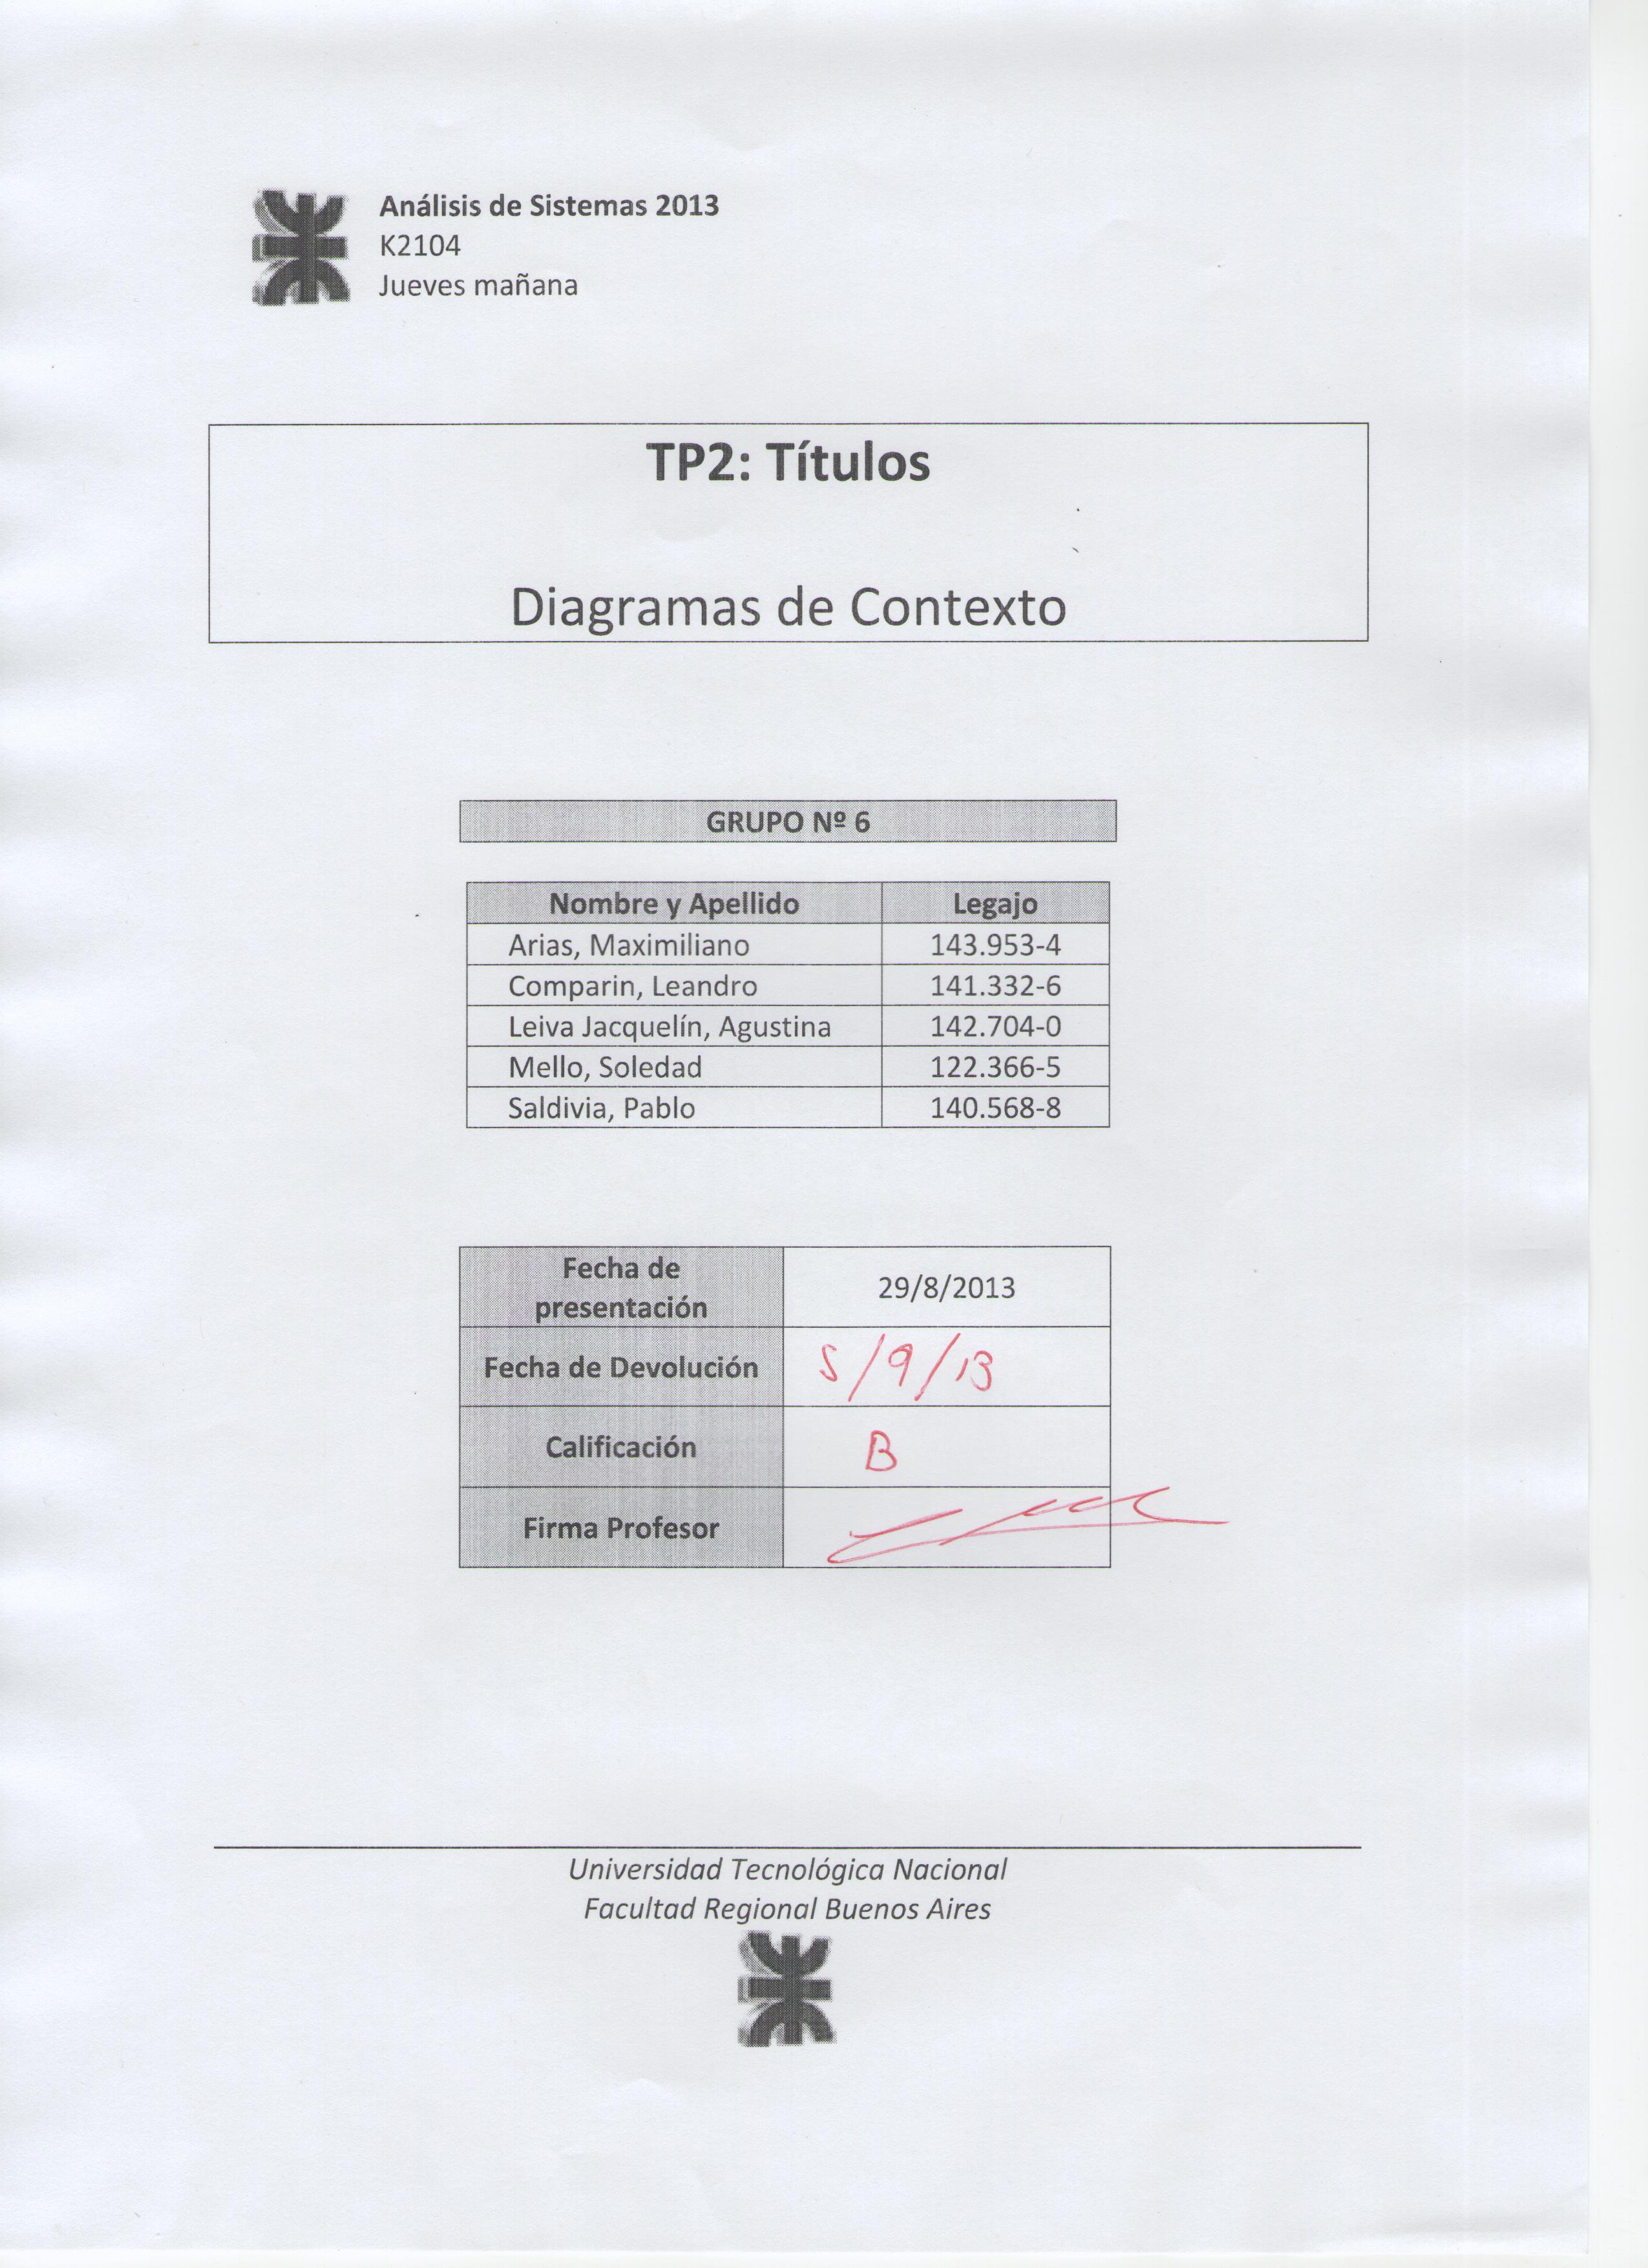 Análisis de Sistemas 2013
K2104
Jueves mañana
TP2: Títulos
Diagramas de Contexto
GRUPO Nº 6
Nombre y Apellido Legajo
Arias, Maximiliano 143.953-4
Comparin, Leandro 141.332-6
Leiva Jacquelín, Agustina 142.704-0
Mello, Soledad 122.366-5
Saldivia, Pablo 140.568-8
Fecha de
presentación 29/8/2013
Fecha de Devolución 5/9/13
Calificación B
Firma Profesor
Universidad Tecnológica Nacional
Facultad Regional Buenos Aires